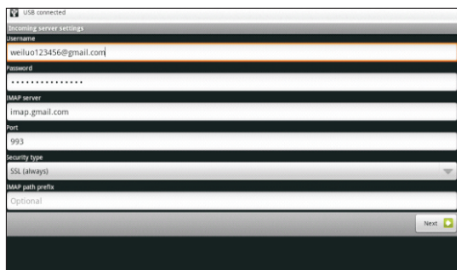 USB connected
Incoming server settings
Username
weiluo123456@gmail.com
Password
•••••••••••••••
IMAP server
imap.gmail.com
Port
993
Security type
SSL (always)
IMAP path prefix
Optional
Next